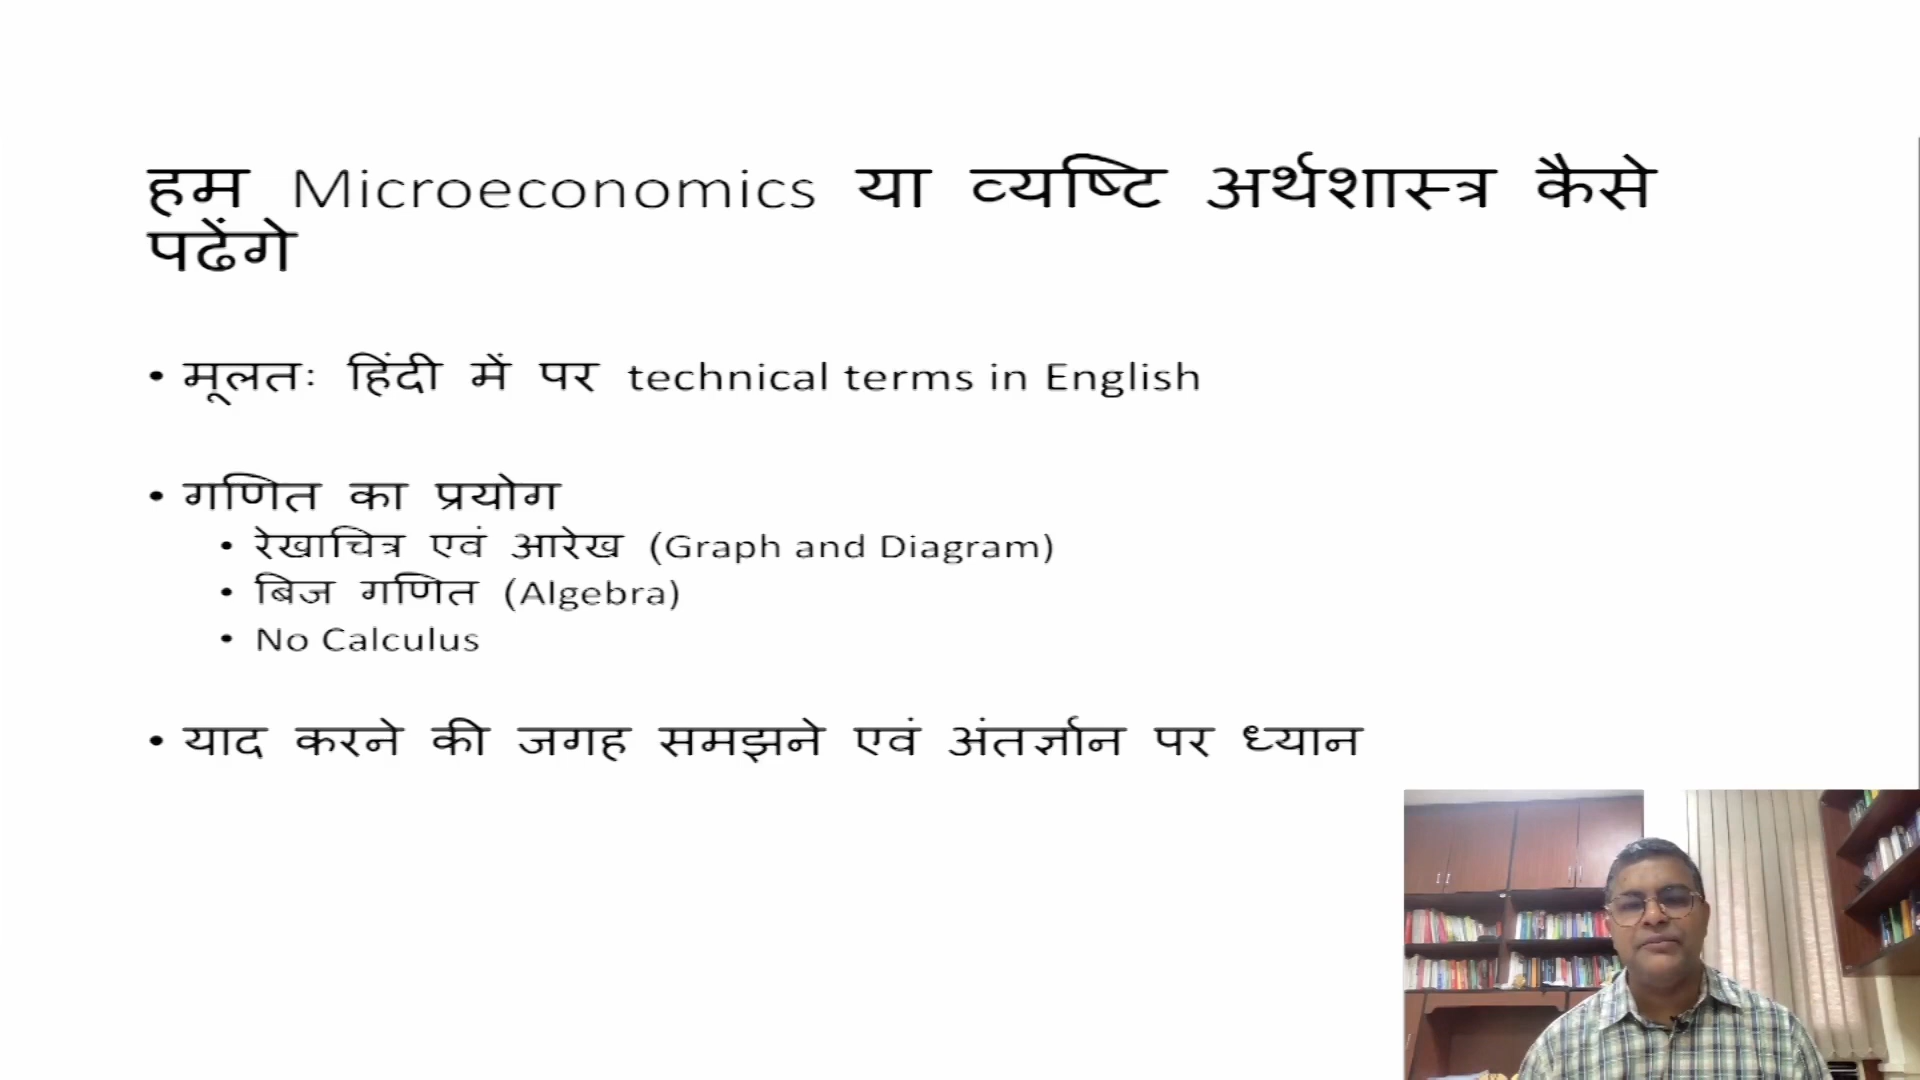 हम Microeconomics या व्यष्टि अर्थशास्त्र कैसे
पढेंगे
• मूलतः हिंदी में पर technical terms in English
• गणित का प्रयोग
• रेखाचित्र एवं आरेख (Graph and Diagram)
• बिज गणित (Algebra)
• No Calculus
• याद करने की जगह समझने एवं अंतर्ज्ञान पर ध्यान